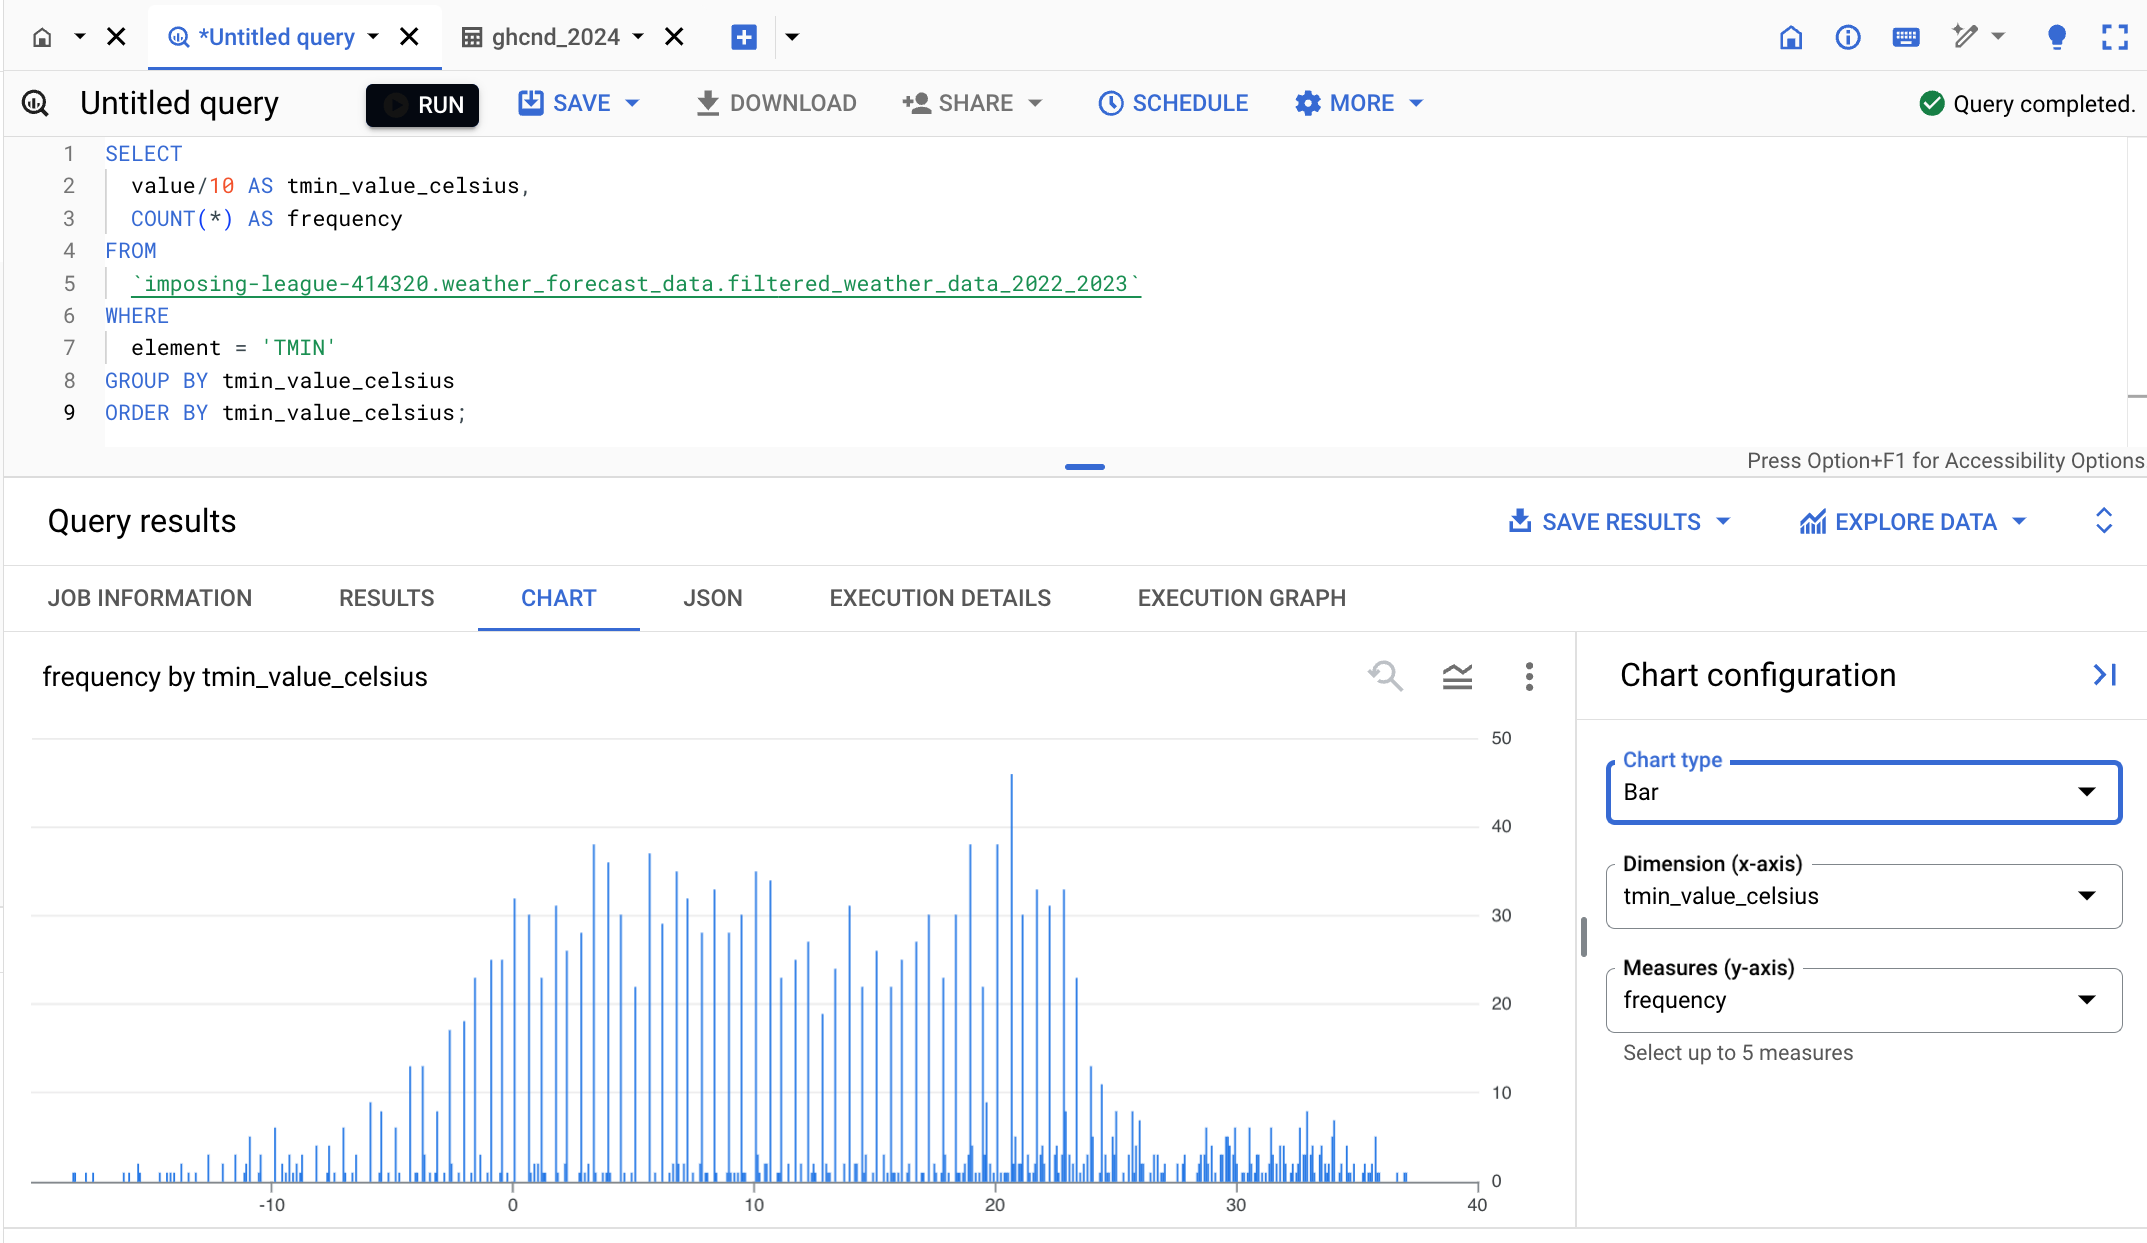 *Untitled query
ghcnd_2024
Untitled query
RUN
SAVE
DOWNLOAD
SHARE
SCHEDULE
MORE
Query completed.
1 SELECT
2 value/10 AS tmin_value_celsius,
3 COUNT(*) AS frequency
4 FROM
5 `imposing-league-414320.weather_forecast_data.filtered_weather_data_2022_2023`
6 WHERE
7 element = 'TMIN'
8 GROUP BY tmin_value_celsius
9 ORDER BY tmin_value_celsius;
Press Option+F1 for Accessibility Options
Query results
SAVE RESULTS
EXPLORE DATA
JOB INFORMATION
RESULTS
CHART
JSON
EXECUTION DETAILS
EXECUTION GRAPH
frequency by tmin_value_celsius
50
40
30
20
10
0
-10
0
10
20
30
40
Chart configuration
Chart type
Bar
Dimension (x-axis)
tmin_value_celsius
Measures (y-axis)
frequency
Select up to 5 measures